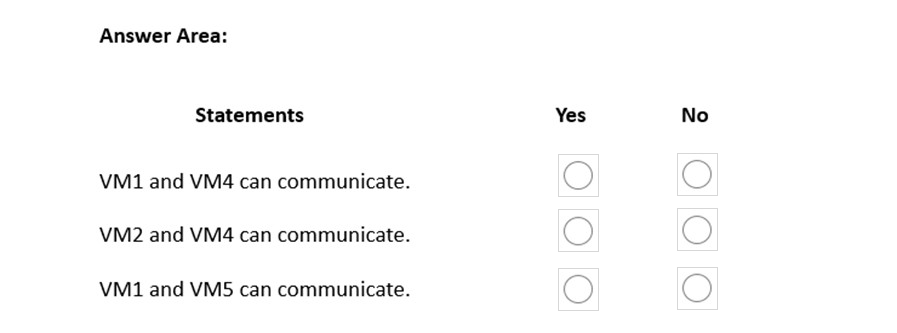 Answer Area:
Statements Yes No
VM1 and VM4 can communicate.
VM2 and VM4 can communicate.
VM1 and VM5 can communicate.